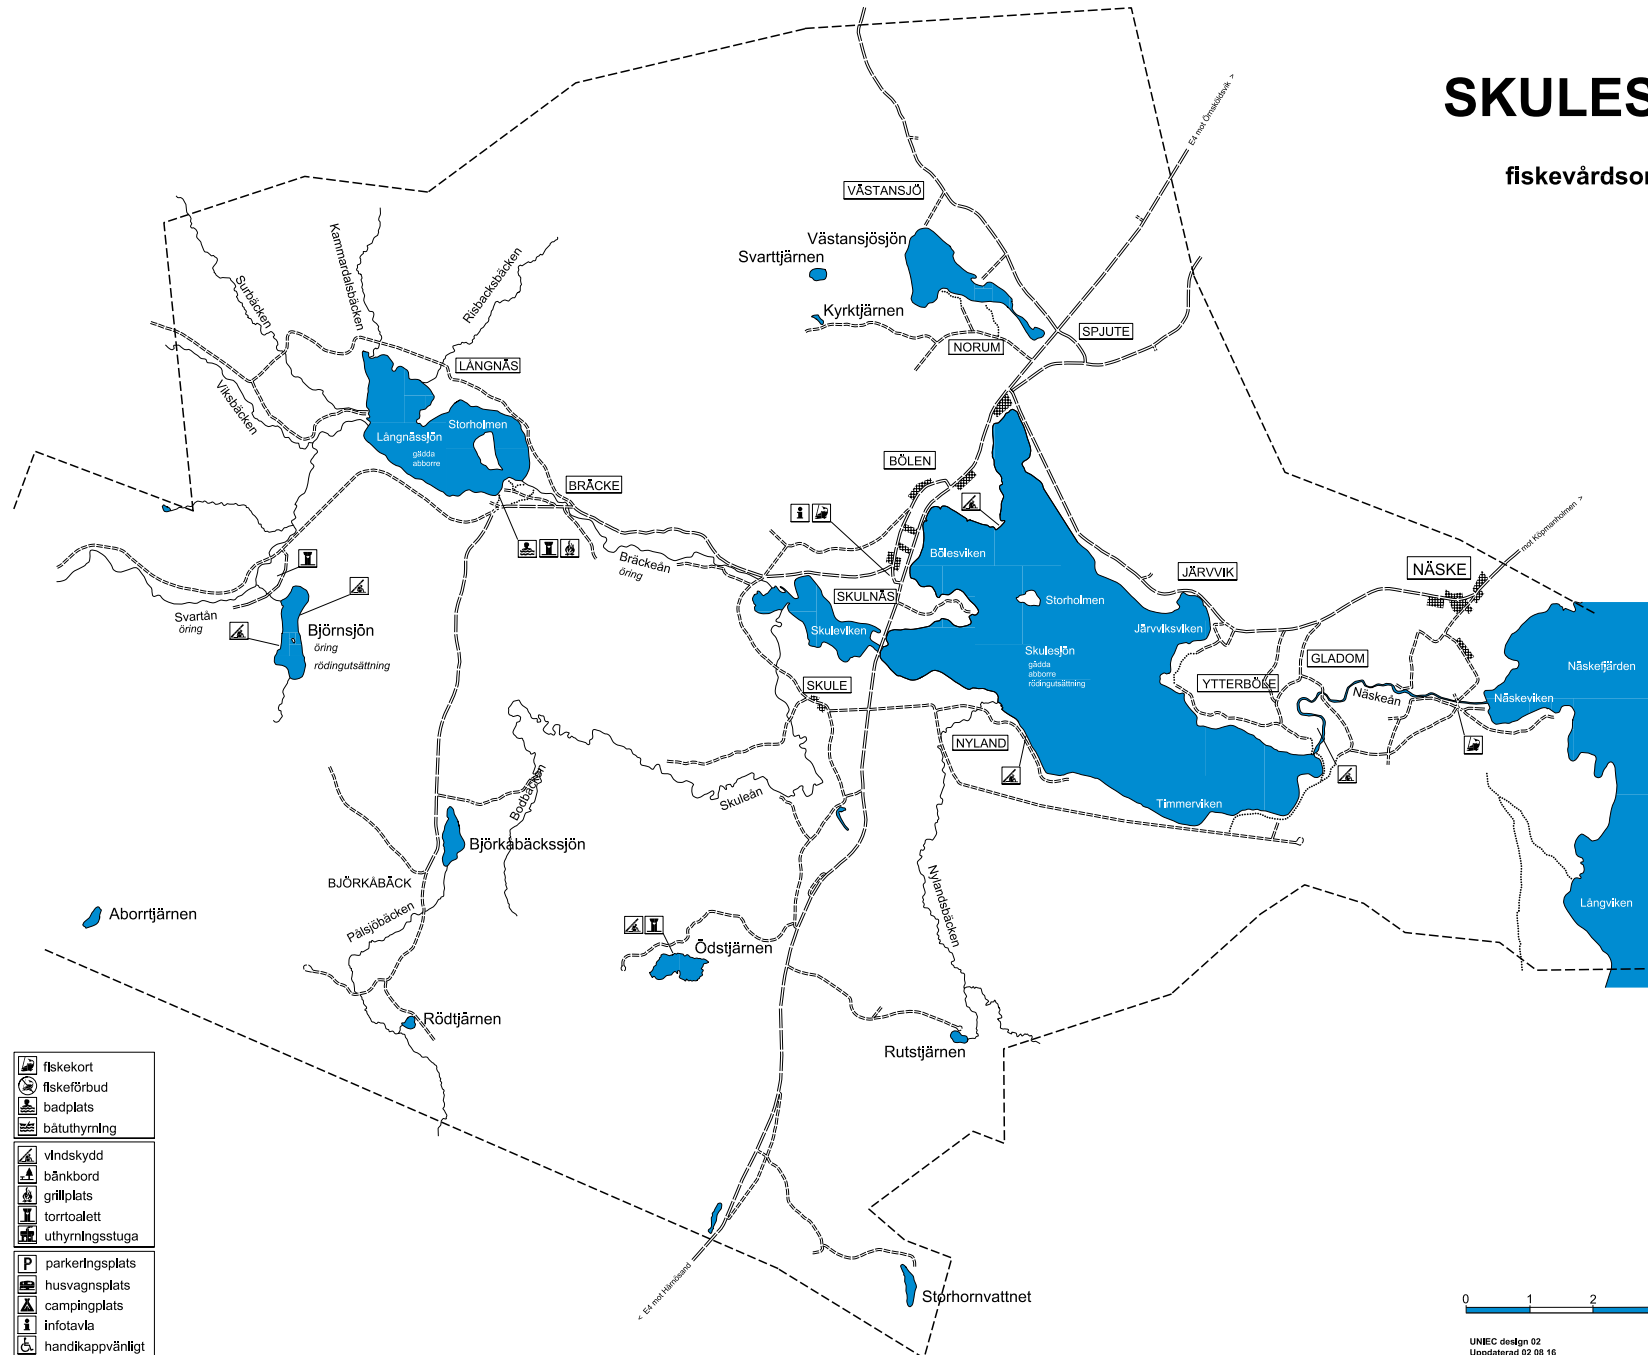 SKULES
fiskevårdsor
E4 mot Örnsköldsvik >
VÄSTANSJÖ
Västansjösjön
Svarttjärnen
Kyrktjärnen
NORUM
SPJUTE
Kammardalsbäcken
Surbäcken
Risbacksbäcken
Viksbäcken
LÅNGNÄS
Storholmen
Långnässjön
gädda
abborre
BRÄCKE
BÖLEN
Bölesviken
Bräckeån
öring
SKULNÄS
Skuleviken
SKULE
Storholmen
Skulesjön
gädda
abborre
rödingutsättning
JÄRVVIK
Järvviksviken
NÄSKE
mot Köpmanholmen >
GLADOM
YTTERBÖLE
Näskeån
Näskefjärden
Näskeviken
Långviken
Timmerviken
NYLAND
Nylandsbäcken
Svartån
öring
Björnsjön
öring
rödingutsättning
Skuleån
Bodbäcken
Björkåbäckssjön
BJÖRKÅBÄCK
Pålsjöbäcken
Aborrtjärnen
Rödtjärnen
Ödstjärnen
Rutstjärnen
Storhornvattnet
< E4 mot Härnösand
fiskekort
fiskeförbud
badplats
båtuthyrning
vindskydd
bänkbord
grillplats
torrtoalett
uthyrningsstuga
P parkeringsplats
husvagnsplats
campingplats
i infotavla
handikappvänligt
0 1 2
UNIEC design 02
Uppdaterad 02 08 16